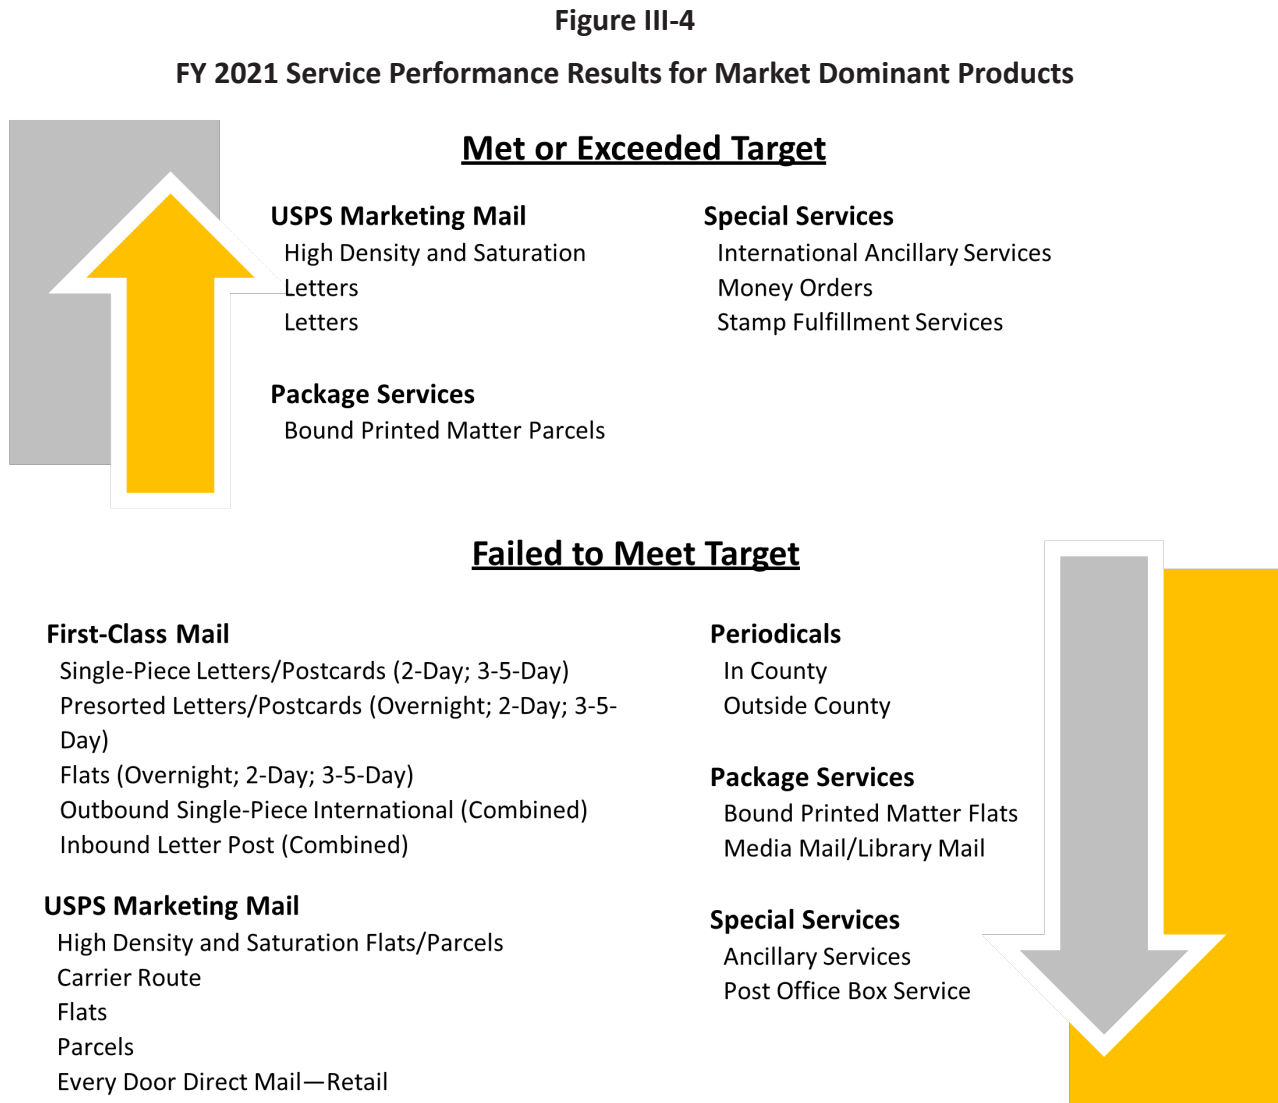 Figure III-4
FY 2021 Service Performance Results for Market Dominant Products
Met or Exceeded Target
USPS Marketing Mail
High Density and Saturation
Letters
Letters
Package Services
Bound Printed Matter Parcels
Special Services
International Ancillary Services
Money Orders
Stamp Fulfillment Services
Failed to Meet Target
First-Class Mail
Single-Piece Letters/Postcards (2-Day; 3-5-Day)
Presorted Letters/Postcards (Overnight; 2-Day; 3-5-
Day)
Flats (Overnight; 2-Day; 3-5-Day)
Outbound Single-Piece International (Combined)
Inbound Letter Post (Combined)
USPS Marketing Mail
High Density and Saturation Flats/Parcels
Carrier Route
Flats
Parcels
Every Door Direct Mail—Retail
Periodicals
In County
Outside County
Package Services
Bound Printed Matter Flats
Media Mail/Library Mail
Special Services
Ancillary Services
Post Office Box Service